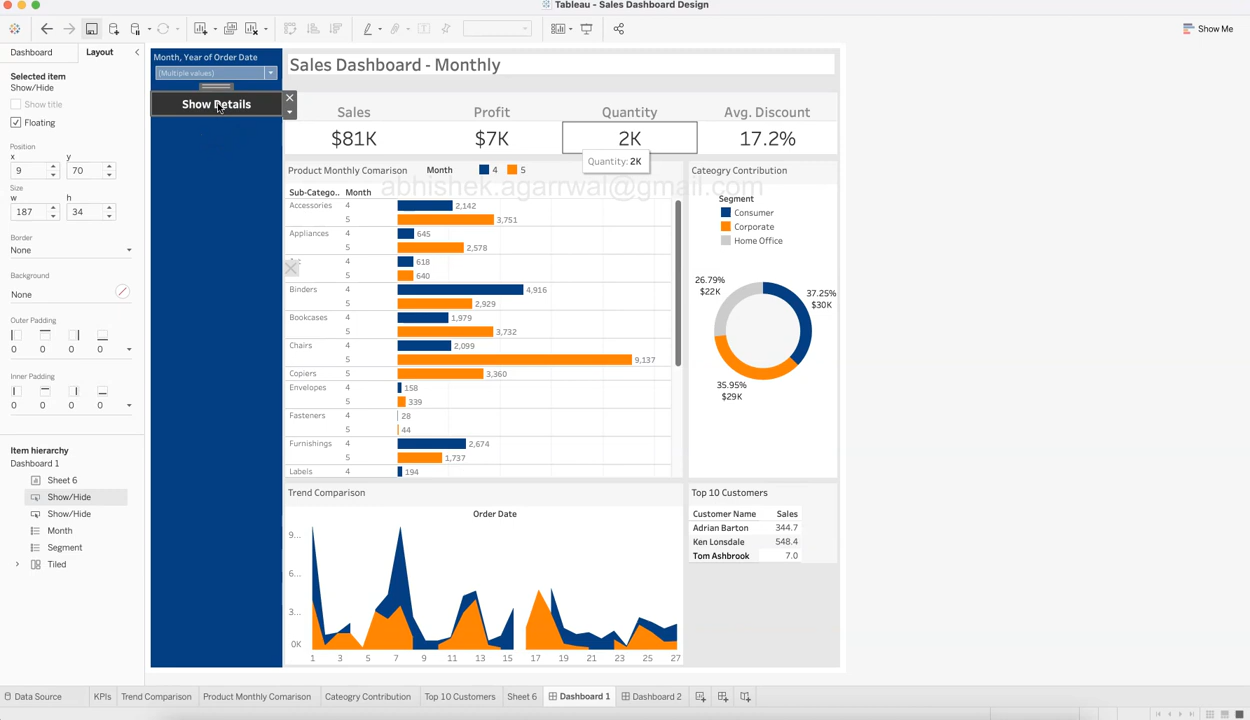 Tableau - Sales Dashboard Design
Show Me
Dashboard
Layout
Selected item
Show/Hide
Show title
Floating
Position
x
y
9
70
Size
w
h
187
34
Border
None
Background
None
Outer Padding
0 0 0 0
Inner Padding
0 0 0 0
Item hierarchy
Dashboard 1
Sheet 6
Show/Hide
Show/Hide
Month
Segment
Tiled
Month, Year of Order Date
(Multiple values)
Show Details
Sales Dashboard - Monthly
Sales
Profit
Quantity
Avg. Discount
$81K
$7K
2K
17.2%
Quantity: 2K
abhishek.agarrwal@gmail.com
Product Monthly Comarison
Month
4
5
Sub-Catego..
Month
Accessories 4 2,142
5 3,751
Appliances 4 645
5 2,578
4 618
5 640
Binders 4 4,916
5 2,929
Bookcases 4 1,979
5 3,732
Chairs 4 2,099
5 9,137
Copiers 5 3,360
Envelopes 4 158
5 339
Fasteners 4 28
5 44
Furnishings 4 2,674
5 1,737
Labels 4 194
Cateogry Contribution
Segment
Consumer
Corporate
Home Office
26.79%
$22K
37.25%
$30K
35.95%
$29K
Trend Comparison
Order Date
9...
6...
3...
0K
1 3 5 7 9 11 13 15 17 19 21 23 25 27
Top 10 Customers
Customer Name Sales
Adrian Barton 344.7
Ken Lonsdale 548.4
Tom Ashbrook 7.0
Data Source
KPIs
Trend Comparison
Product Monthly Comarison
Cateogry Contribution
Top 10 Customers
Sheet 6
Dashboard 1
Dashboard 2